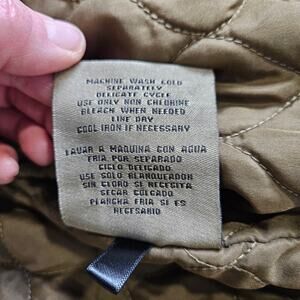 MACHINE WASH COLD
SEPARATELY
DELICATE CYCLE
USE ONLY NON CHLORINE
BLEACH WHEN NEEDED
LINE DRY
COOL IRON IF NECESSARY
LAVAR A MAQUINA CON AGUA
FRIA POR SEPARADO
CICLO DELICADO
USE SOLO BLANQUEADOR
SIN CLORO SI NECESITA
SECAR COLGADO
PLANCHA FRIA SI ES
NECESARIO